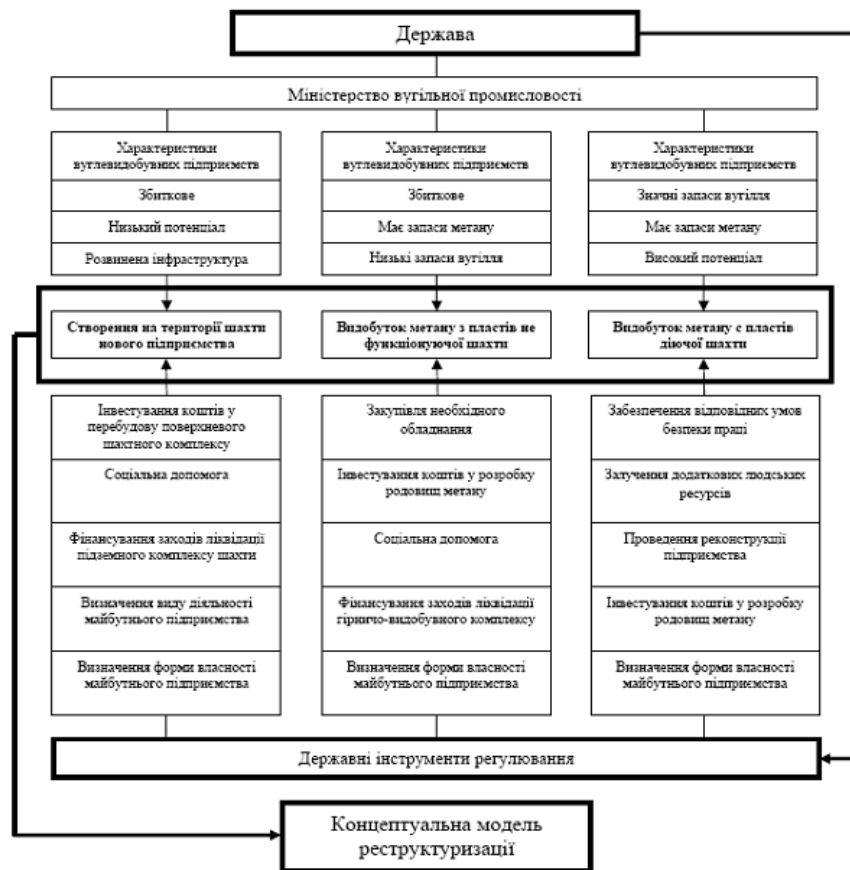 Держава
Міністерство вугільної промисловості
Характеристики
вуглевидобувних підприємств
Збиткове
Низький потенціал
Розвинена інфраструктура
Характеристики
вуглевидобувних підприємств
Збиткове
Має запаси метану
Низькі запаси вугілля
Характеристики
вуглевидобувних підприємств
Значні запаси вугілля
Має запаси метану
Високий потенціал
Створення на території шахти
нового підприємства
Видобуток метану з пластів не
функціонуючої шахти
Видобуток метану є пластів
діючої шахти
Інвестування коштів у
перебудову поверхневого
шахтного комплексу
Соціальна допомога
Фінансування заходів ліквідації
підземного комплексу шахти
Визначення виду діяльності
майбутнього підприємства
Визначення форми власності
майбутнього підприємства
Закупівля необхідного
обладнання
Інвестування коштів у розробку
родовищ метану
Соціальна допомога
Фінансування заходів ліквідації
гірничо-видобувного комплексу
Визначення форми власності
майбутнього підприємства
Забезпечення відповідних умов
безпеки праці
Залучення додаткових людських
ресурсів
Проведення реконструкції
підприємства
Інвестування коштів у розробку
родовищ метану
Визначення форми власності
майбутнього підприємства
Державні інструменти регулювання
Концептуальна модель
реструктуризації